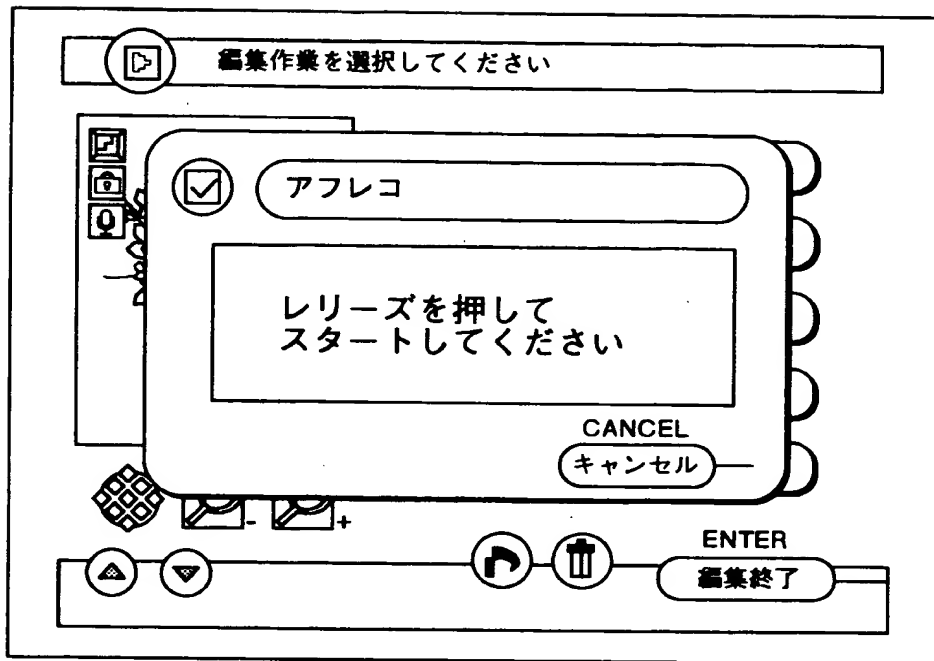 編集作業を選択してください
アフレコ
レリーズを押して
スタートしてください
CANCEL
キャンセル
- +
ENTER
編集終了